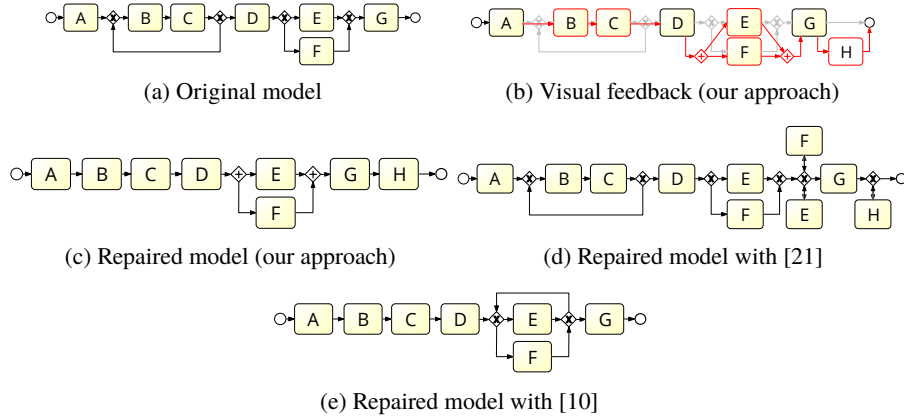 A B C D E G
F
(a) Original model
A B C D E G
F H
(b) Visual feedback (our approach)
A B C D E G H
F
(c) Repaired model (our approach)
F
A B C D E G
F E H
(d) Repaired model with [21]
A B C D E G
F
(e) Repaired model with [10]